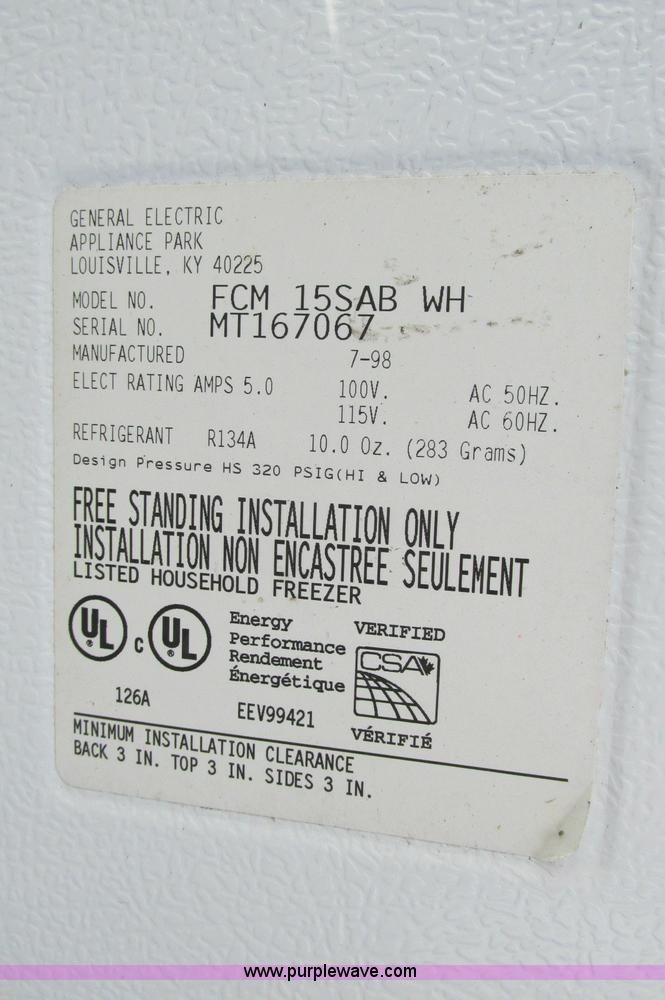 GENERAL ELECTRIC
APPLIANCE PARK
LOUISVILLE, KY 40225
MODEL NO. FCM 15SAB WH
SERIAL NO. MT167067
MANUFACTURED 7-98
ELECT RATING AMPS 5.0 100V. AC 50HZ.
115V. AC 60HZ.
REFRIGERANT R134A 10.0 Oz. (283 Grams)
Design Pressure HS 320 PSIG(HI & LOW)
FREE STANDING INSTALLATION ONLY
INSTALLATION NON ENCASTREE SEULEMENT
LISTED HOUSEHOLD FREEZER
UL ® C UL ®
Energy
Performance
Rendement
Énergétique
VERIFIED
CSA
VÉRIFIÉ
126A
EEV99421
MINIMUM INSTALLATION CLEARANCE
BACK 3 IN. TOP 3 IN. SIDES 3 IN.
www.purplewave.com